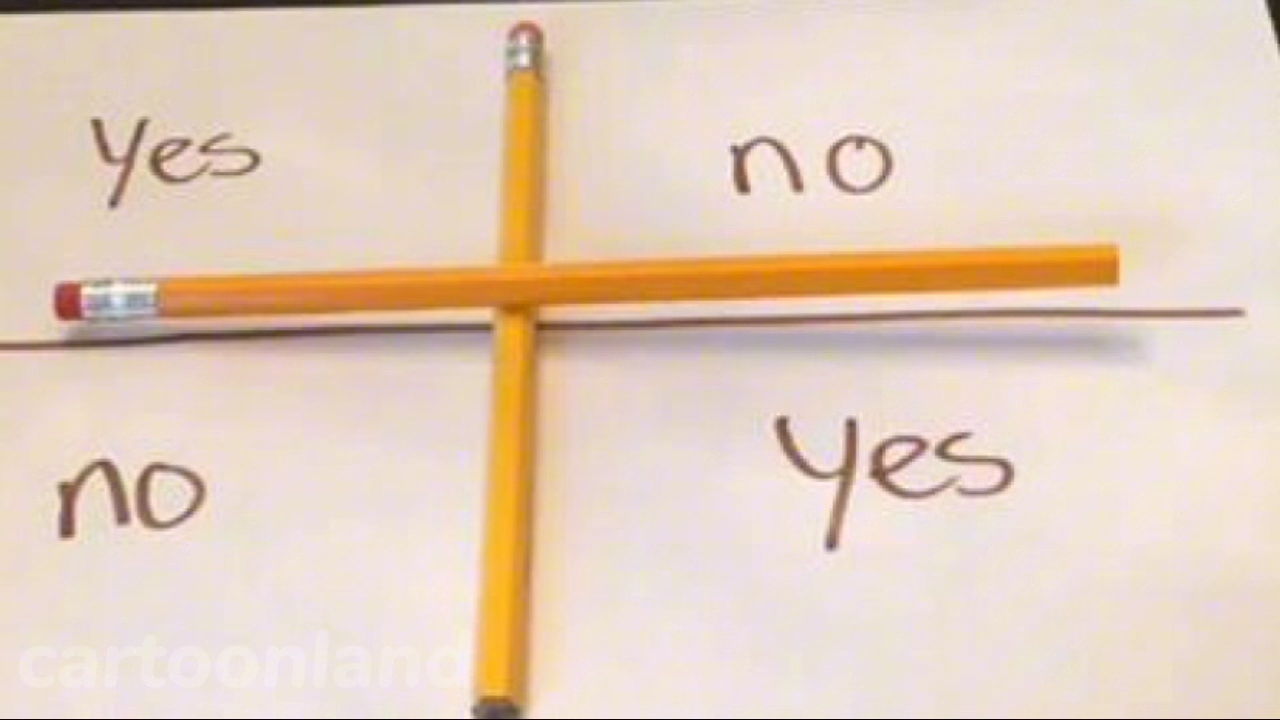 yes no
no yes
cartoonland